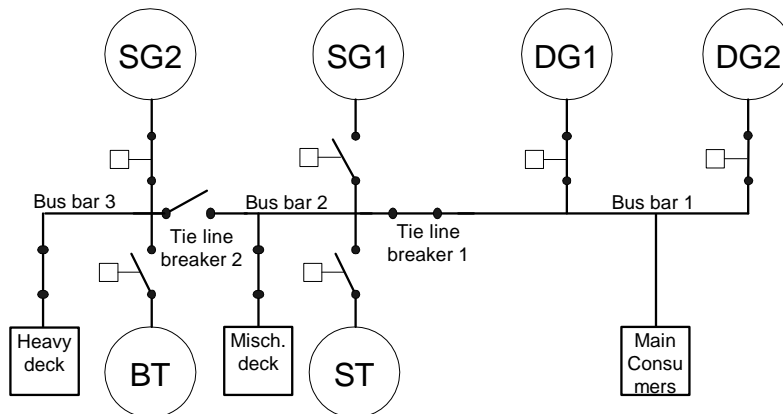 SG2
SG1
DG1
DG2
Bus bar 3
Bus bar 2
Bus bar 1
Tie line
breaker 2
Tie line
breaker 1
Heavy
deck
BT
Misch.
deck
ST
Main
Consu
mers